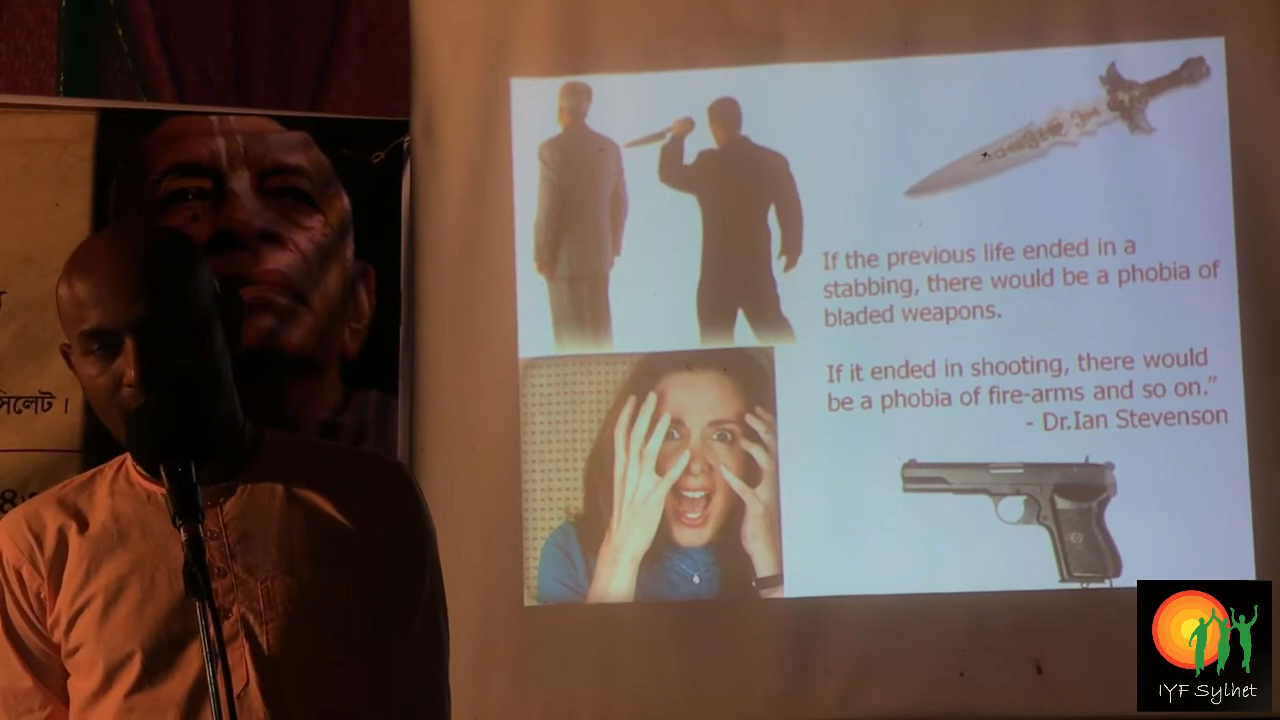 If the previous life ended in a
stabbing, there would be a phobia of
bladed weapons.
If it ended in shooting, there would
be a phobia of fire-arms and so on.”
- Dr.Ian Stevenson
সিলেট।
IYF Sylhet